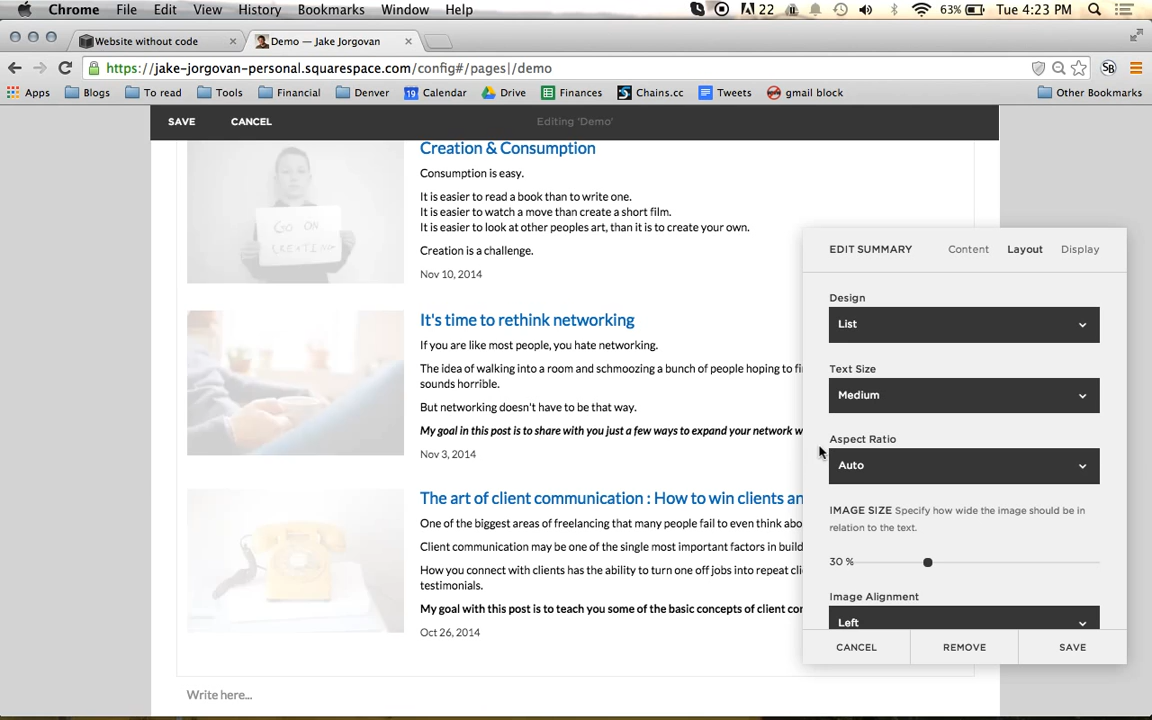 Chrome File Edit View History Bookmarks Window Help 22 63% Tue 4:23 PM
Website without code Demo — Jake Jorgovan
https://jake-jorgovan-personal.squarespace.com/config#/pages|/demo
Apps Blogs To read Tools Financial Denver 19 Calendar Drive Finances Chains.cc Tweets gmail block Other Bookmarks
SAVE CANCEL Editing 'Demo'
Creation & Consumption
Consumption is easy.
It is easier to read a book than to write one.
It is easier to watch a move than create a short film.
It is easier to look at other peoples art, than it is to create your own.
Creation is a challenge.
Nov 10, 2014
GO ON
CREATING
It's time to rethink networking
If you are like most people, you hate networking.
The idea of walking into a room and schmoozing a bunch of people hoping to
sounds horrible.
But networking doesn't have to be that way.
My goal in this post is to share with you just a few ways to expand your network
Nov 3, 2014
The art of client communication : How to win clients
One of the biggest areas of freelancing that many people fail to even think
Client communication may be one of the single most important factors in
How you connect with clients has the ability to turn one off jobs into repeat
testimonials.
My goal with this post is to teach you some of the basic concepts of client
Oct 26, 2014
Write here...
EDIT SUMMARY Content Layout Display
Design
List
Text Size
Medium
Aspect Ratio
Auto
IMAGE SIZE Specify how wide the image should be in
relation to the text.
30 %
Image Alignment
Left
CANCEL REMOVE SAVE